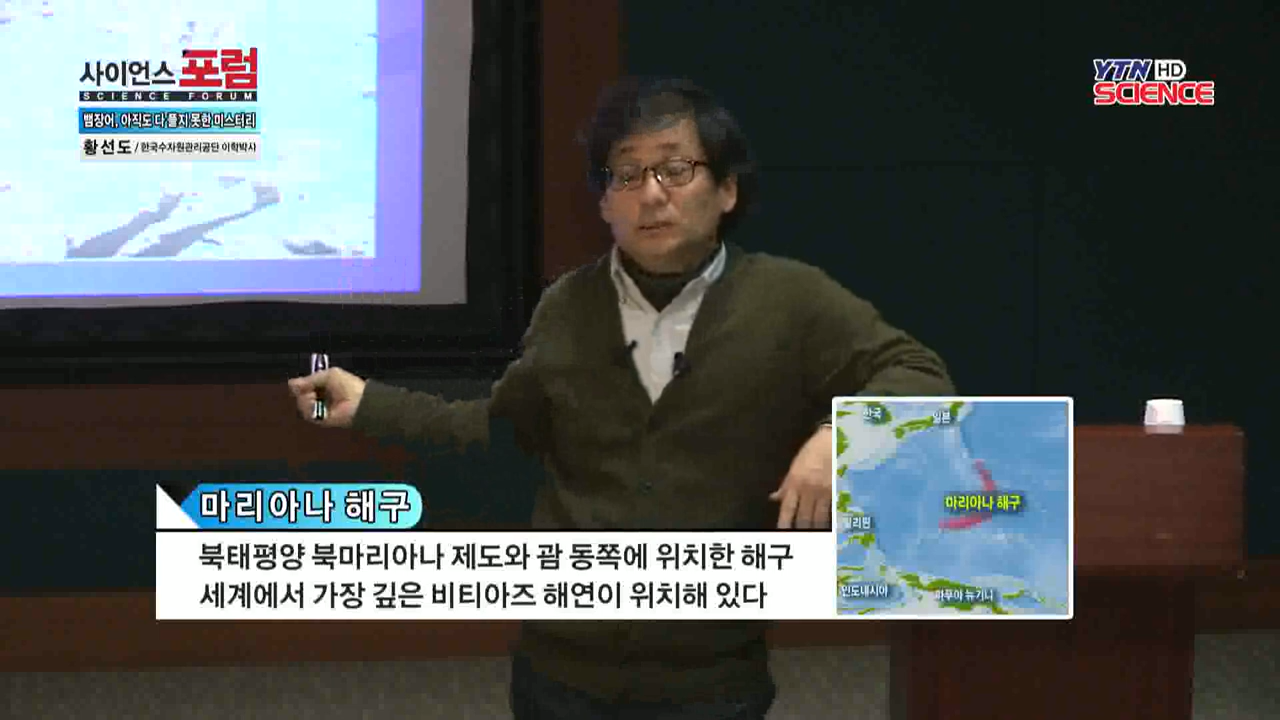 사이언스 포럼
SCIENCE FORUM
뱀장어, 아직도 다 풀지 못한 미스터리
황선도 / 한국수자원관리공단 이학박사
YTN HD
SCIENCE
한국
일본
마리아나 해구
필리핀
인도네시아
파푸아 뉴기니
마리아나 해구
북태평양 북마리아나 제도와 괌 동쪽에 위치한 해구
세계에서 가장 깊은 비티아즈 해연이 위치해 있다